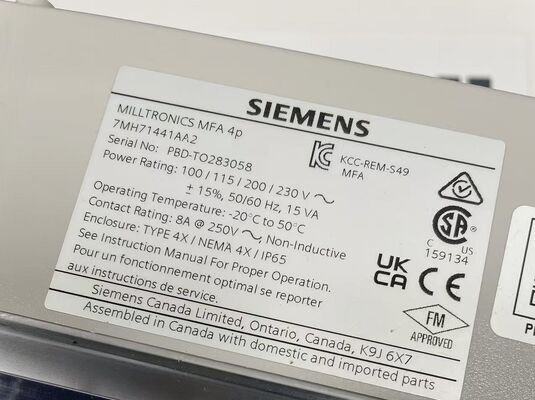 SIEMENS
MILLTRONICS MFA 4p
7MH71441AA2
Serial No: PBD-TO283058
Power Rating: 100 / 115 / 200 / 230 V ~
± 15%, 50/60 Hz, 15 VA
Operating Temperature: -20°C to 50°C
Contact Rating: 8A @ 250V ~ Non-Inductive
Enclosure: TYPE 4X / NEMA 4X / IP65
See Instruction Manual For Proper Operation.
Pour un fonctionnement optimal se reporter
aux instructions de service.
KCC-REM-S49
MFA
C US
159134
UK
CA CE
FM
APPROVED
Siemens Canada Limited, Ontario, Canada, K9J 6X7
Assembled in Canada with domestic and imported parts